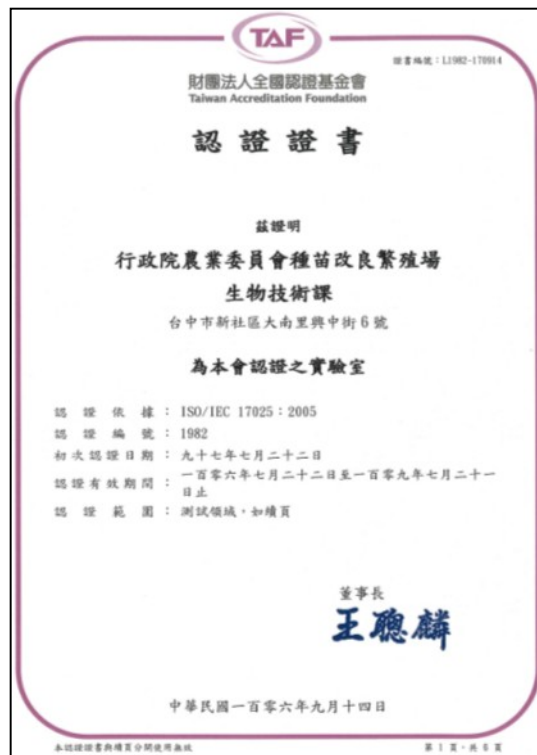 TAF
證書編號：L1982-170914
財團法人全國認證基金會
Taiwan Accreditation Foundation
認證證書
茲證明
行政院農業委員會種苗改良繁殖場
生物技術課
台中市新社區大南里興中街6號
為本會認證之實驗室
認證依據：ISO/IEC 17025：2005
認證編號：1982
初次認證日期：九十七年七月二十二日
認證有效期間：一百零六年七月二十二日至一百零九年七月二十一
日止
認證範圍：測試領域，如續頁
董事長
王聰麟
中華民國一百零六年九月十四日
本認證證書與續頁分開使用無效
第1頁，共6頁